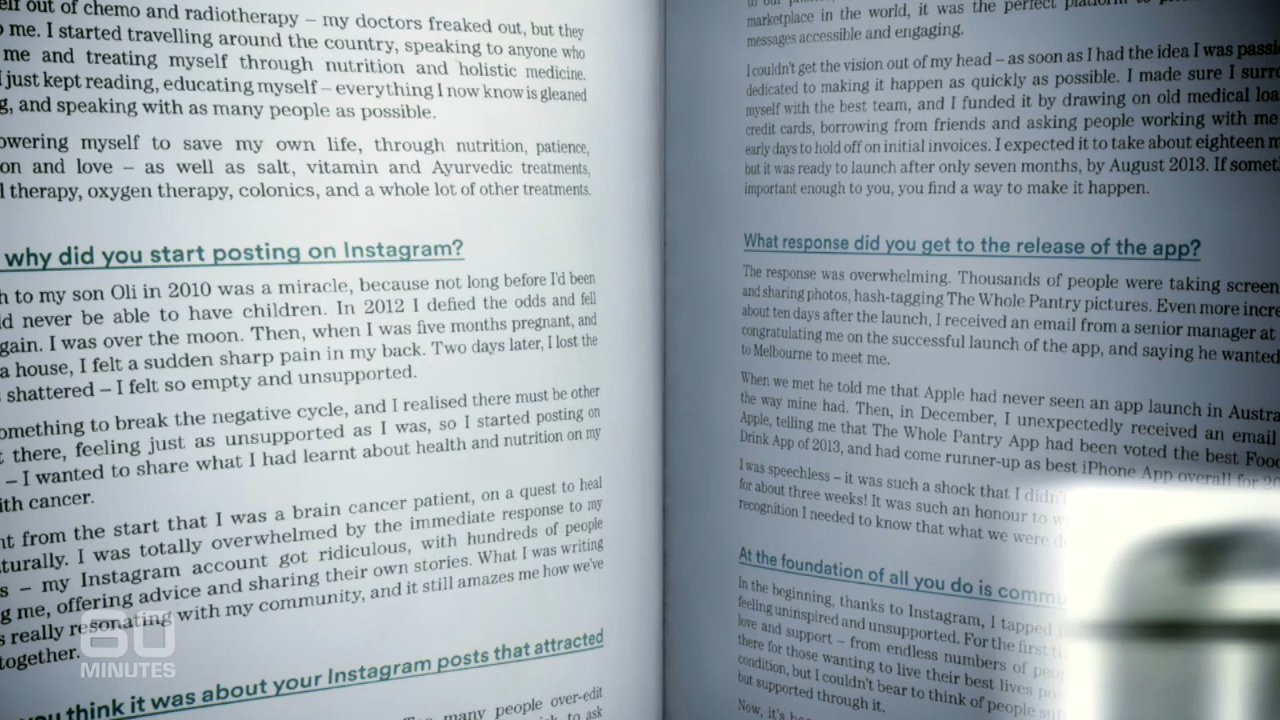 out of chemo and radiotherapy – my doctors freaked out, but they
me. I started travelling around the country, speaking to anyone who
me and treating myself through nutrition and holistic medicine.
I just kept reading, educating myself – everything I now know is gleaned
and speaking with as many people as possible.
owering myself to save my own life, through nutrition, patience,
on and love – as well as salt, vitamin and Ayurvedic treatments,
l therapy, oxygen therapy, colonics, and a whole lot of other treatments.
why did you start posting on Instagram?
h to my son Oli in 2010 was a miracle, because not long before I'd been
ld never be able to have children. In 2012 I defied the odds and fell
gain. I was over the moon. Then, when I was five months pregnant, and
a house, I felt a sudden sharp pain in my back. Two days later, I lost the
shattered – I felt so empty and unsupported.
omething to break the negative cycle, and I realised there must be other
t there, feeling just as unsupported as I was, so I started posting on
– I wanted to share what I had learnt about health and nutrition on my
ith cancer.
nt from the start that I was a brain cancer patient, on a quest to heal
turally. I was totally overwhelmed by the immediate response to my
s – my Instagram account got ridiculous, with hundreds of people
g me, offering advice and sharing their own stories. What I was writing
s really resonating with my community, and it still amazes me how we've
together.
you think it was about your Instagram posts that attracted
many people over-edit
to ask
marketplace in the world, it was the perfect platform to
messages accessible and engaging.
I couldn't get the vision out of my head – as soon as I had the idea I was passi
dedicated to making it happen as quickly as possible. I made sure I surro
myself with the best team, and I funded it by drawing on old medical loa
credit cards, borrowing from friends and asking people working with me
early days to hold off on initial invoices. I expected it to take about eighteen m
but it was ready to launch after only seven months, by August 2013. If somet
important enough to you, you find a way to make it happen.
What response did you get to the release of the app?
The response was overwhelming. Thousands of people were taking screen
and sharing photos, hash-tagging The Whole Pantry pictures. Even more incre
about ten days after the launch, I received an email from a senior manager at
congratulating me on the successful launch of the app, and saying he wanted
to Melbourne to meet me.
When we met he told me that Apple had never seen an app launch in Austra
the way mine had. Then, in December, I unexpectedly received an email
Apple, telling me that The Whole Pantry App had been voted the best Food
Drink App of 2013, and had come runner-up as best iPhone App overall for 20
I was speechless – it was such a shock that I didn'
for about three weeks! It was such an honour to w
recognition I needed to know that what we were d
At the foundation of all you do is commu
In the beginning, thanks to Instagram, I tapped
feeling uninspired and unsupported. For the first ti
love and support – from endless numbers of peop
there for those wanting to live their best lives
condition, but I couldn't bear to think of people
but supported through it.
Now, it's
60
MINUTES